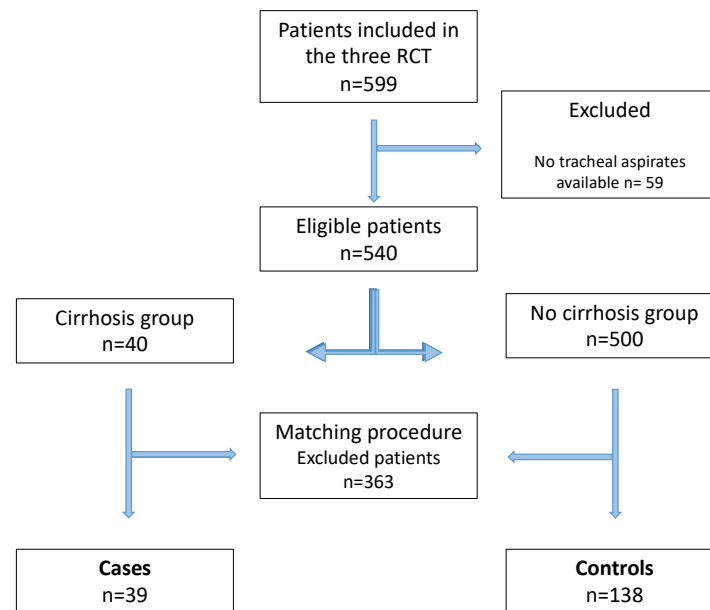 Patients included in
the three RCT
n=599
Excluded
No tracheal aspirates
available n= 59
Eligible patients
n=540
Cirrhosis group
n=40
No cirrhosis group
n=500
Matching procedure
Excluded patients
n=363
Cases
n=39
Controls
n=138